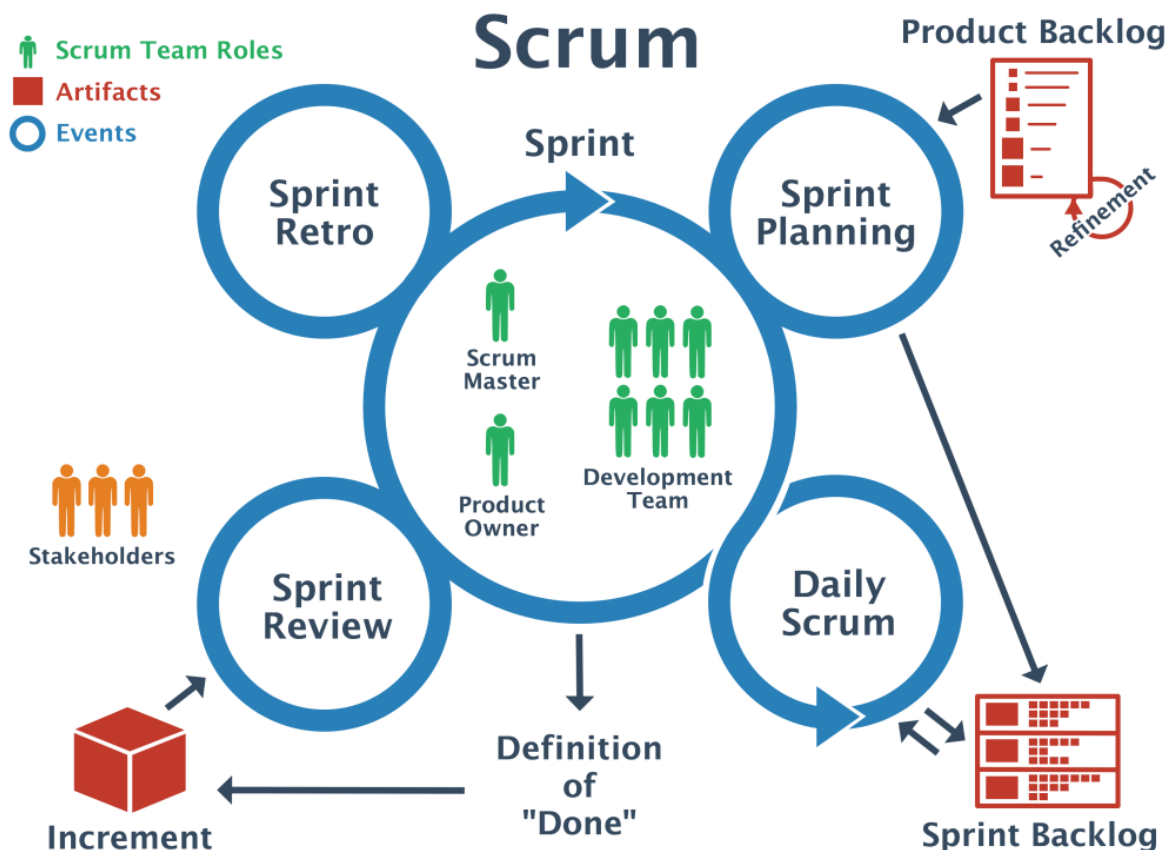 Scrum
Scrum Team Roles
Artifacts
Events
Product Backlog
Refinement
Sprint
Sprint
Retro
Sprint
Planning
Scrum
Master
Product
Owner
Development
Team
Stakeholders
Sprint
Review
Daily
Scrum
Definition
of
"Done"
Increment
Sprint Backlog